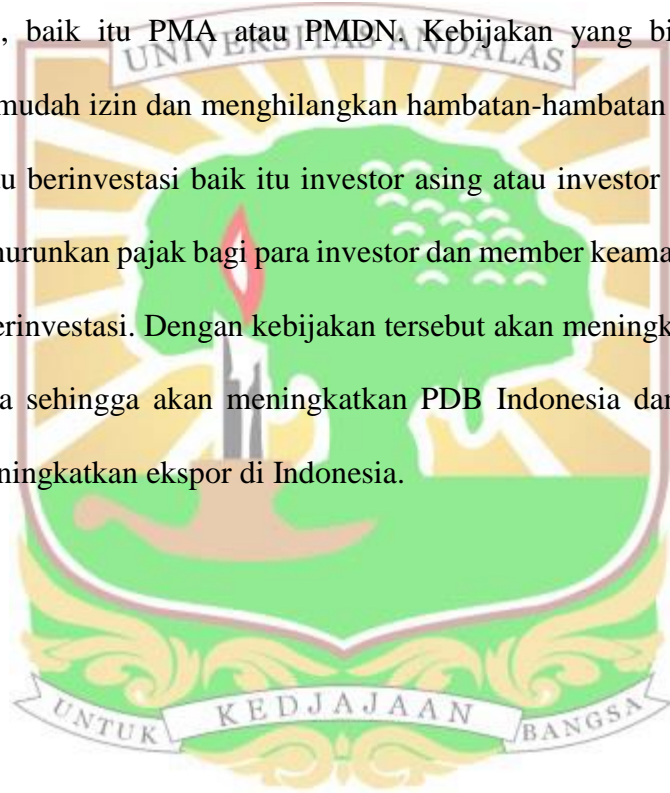 , baik itu PMA atau PMDN. Kebijakan yang bi
UNIVERSITAS ANDALAS
mudah izin dan menghilangkan hambatan-hambatan
u berinvestasi baik itu investor asing atau investor
nurunkan pajak bagi para investor dan member keama
erinvestasi. Dengan kebijakan tersebut akan meningk
a sehingga akan meningkatkan PDB Indonesia dan
ningkatkan ekspor di Indonesia.
UNTUK KEDJAJAAN BANGSA